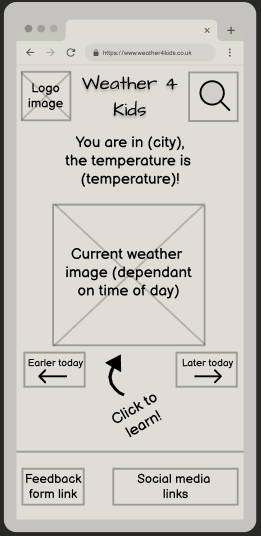 https://www.weather4kids.co.uk
Logo
image
Weather 4
Kids
You are in (city),
the temperature is
(temperature)!
Current weather
image (dependant
on time of day)
Earler today
Later today
Click to
learn!
Feedback
form link
Social media
links